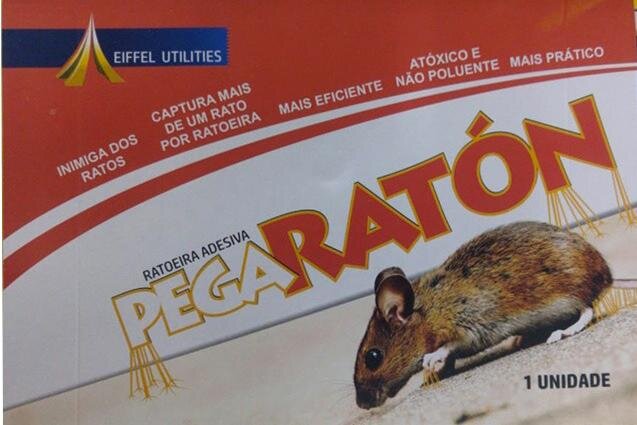 EIFFEL UTILITIES
INIMIGA DOS
RATOS
CAPTURA MAIS
DE UM RATO
POR RATOEIRA
MAIS EFICIENTE
ATÓXICO E
NÃO POLUENTE
MAIS PRÁTICO
RATOEIRA ADESIVA
PEGARATÓN
1 UNIDADE